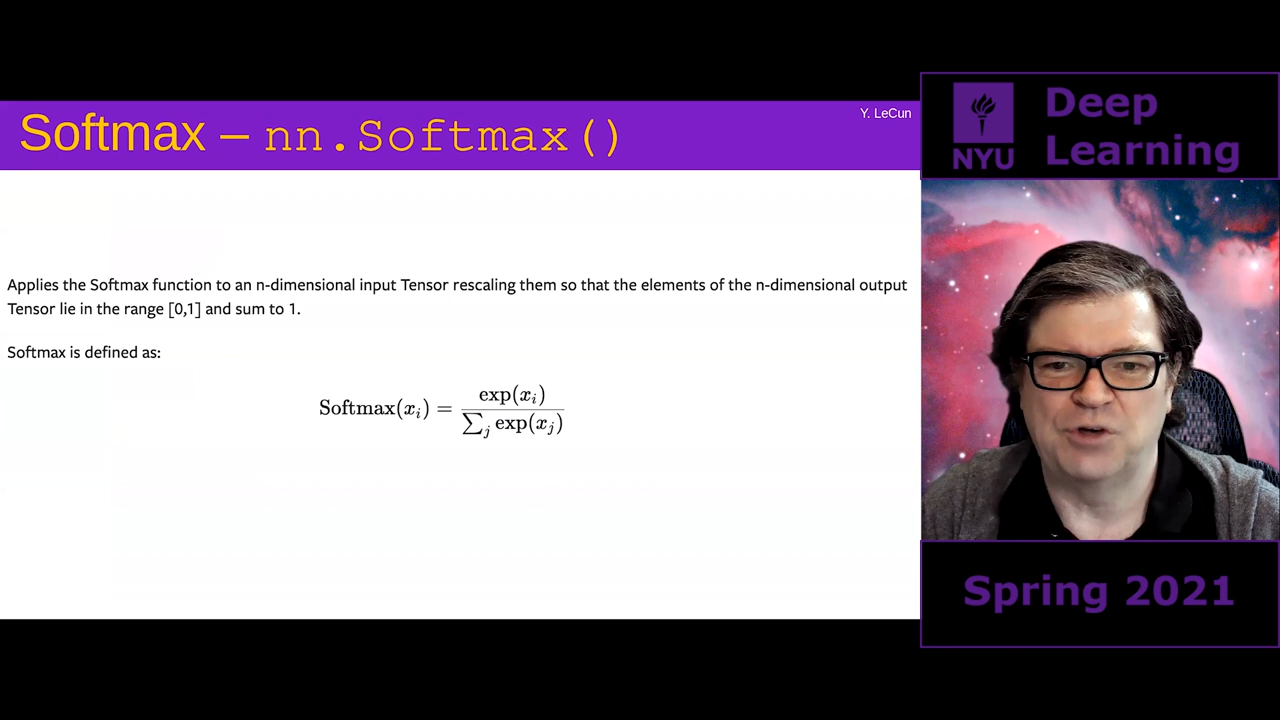 Softmax – nn.Softmax()
Y. LeCun
Applies the Softmax function to an n-dimensional input Tensor rescaling them so that the elements of the n-dimensional output
Tensor lie in the range [0,1] and sum to 1.
Softmax is defined as:
Softmax(xᵢ) = exp(xᵢ) / ∑ⱼ exp(xⱼ)
NYU
Deep
Learning
Spring 2021